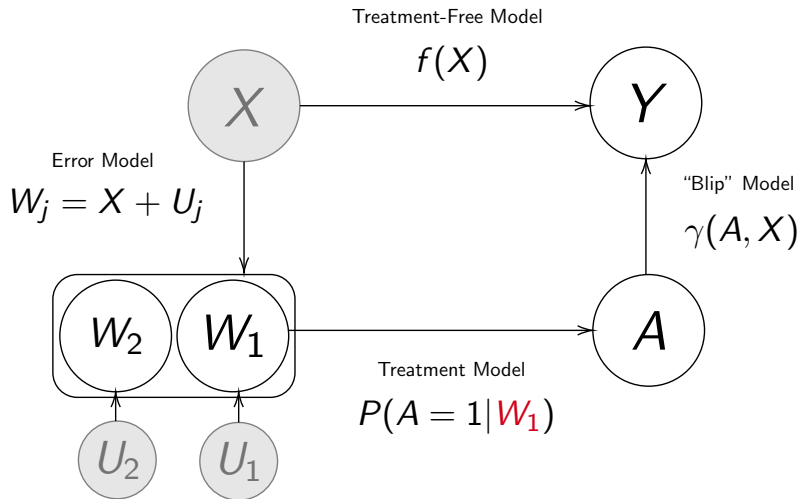 Treatment-Free Model
f(X)
X
Y
Error Model
W_j = X + U_j
“Blip” Model
γ(A, X)
W_2
W_1
A
Treatment Model
P(A = 1|W_1)
U_2
U_1